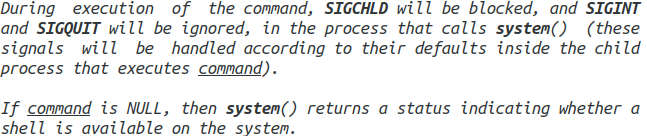 During execution of the command, SIGCHLD will be blocked, and SIGINT
and SIGQUIT will be ignored, in the process that calls system() (these
signals will be handled according to their defaults inside the child
process that executes command).
If command is NULL, then system() returns a status indicating whether a
shell is available on the system.